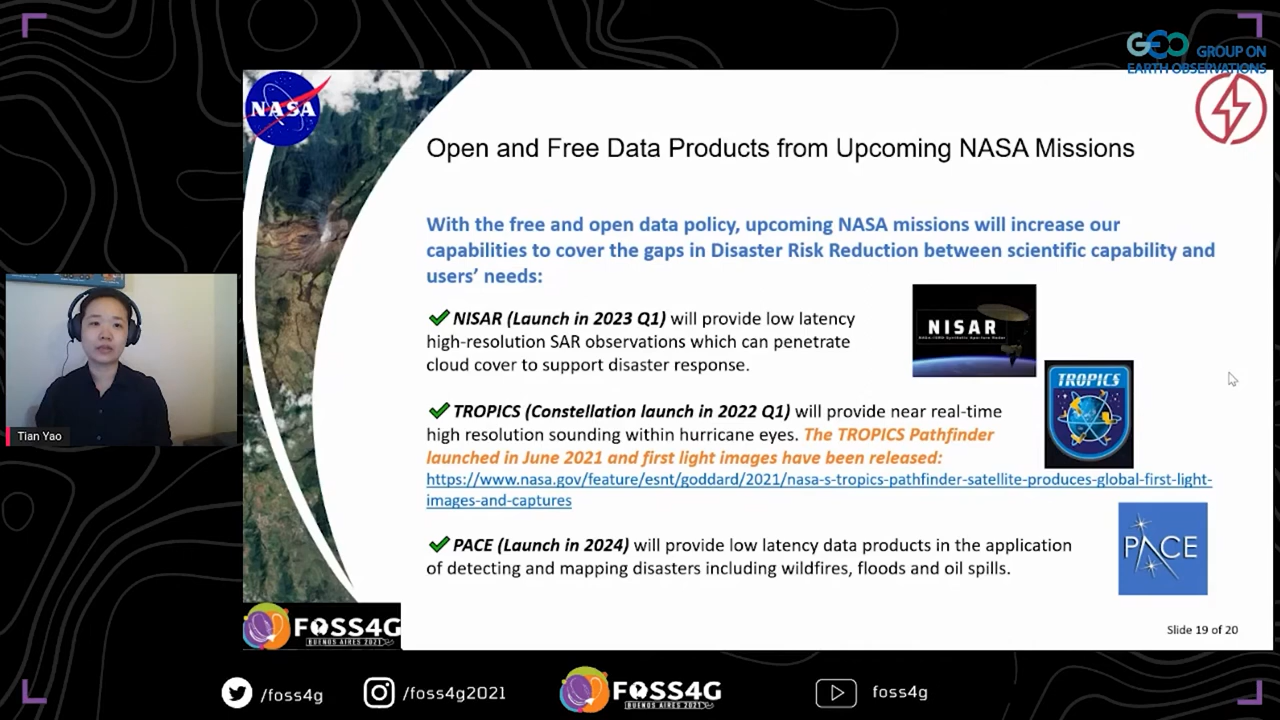 GEO GROUP ON
EARTH OBSERVATIONS
NASA
Open and Free Data Products from Upcoming NASA Missions
With the free and open data policy, upcoming NASA missions will increase our
capabilities to cover the gaps in Disaster Risk Reduction between scientific capability and
users' needs:
NISAR (Launch in 2023 Q1) will provide low latency
high-resolution SAR observations which can penetrate
cloud cover to support disaster response.
NISAR
TROPICS (Constellation launch in 2022 Q1) will provide near real-time
high resolution sounding within hurricane eyes. The TROPICS Pathfinder
launched in June 2021 and first light images have been released:
https://www.nasa.gov/feature/esnt/goddard/2021/nasa-s-tropics-pathfinder-satellite-produces-global-first-light-
images-and-captures
TROPICS
PACE (Launch in 2024) will provide low latency data products in the application
of detecting and mapping disasters including wildfires, floods and oil spills.
PACE
Tian Yao
Slide 19 of 20
FOSS4G
BUENOS AIRES 2021
/foss4g
/foss4g2021
FOSS4G
BUENOS AIRES 2021
foss4g